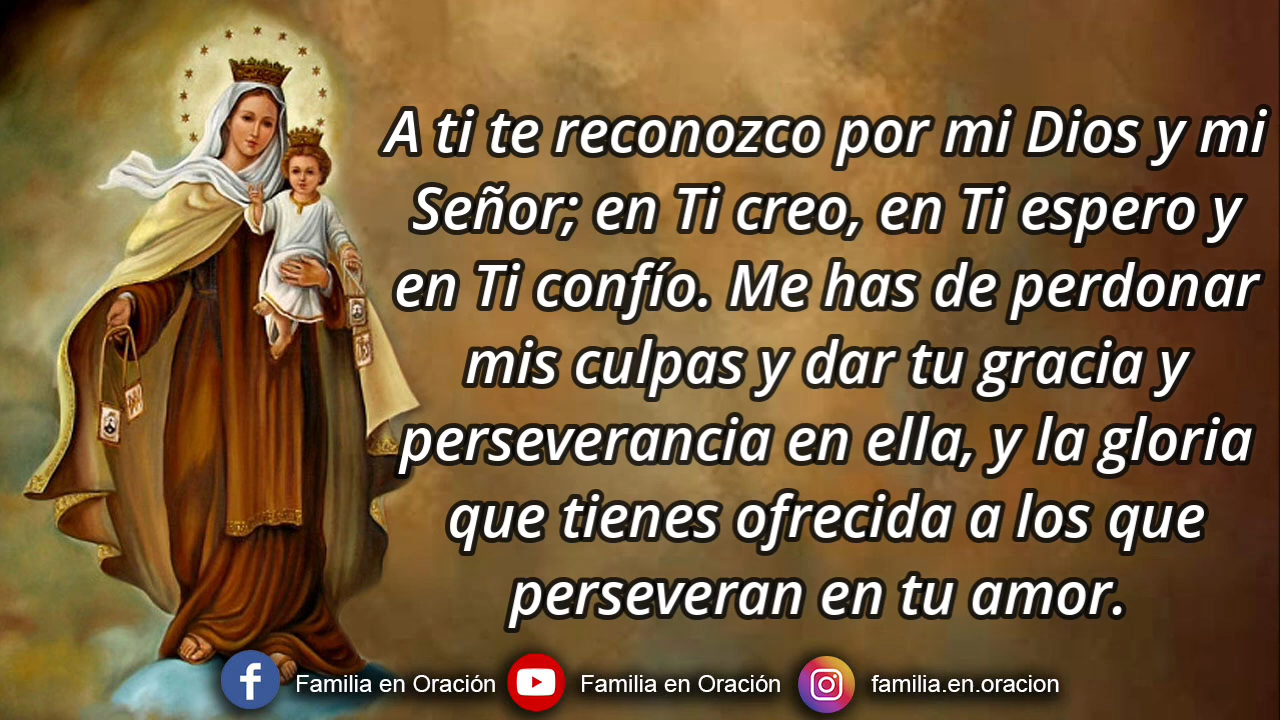 A ti te reconozco por mi Dios y mi
Señor; en Ti creo, en Ti espero y
en Ti confío. Me has de perdonar
mis culpas y dar tu gracia y
perseverancia en ella, y la gloria
que tienes ofrecida a los que
perseveran en tu amor.
Familia en Oración Familia en Oración familia.en.oracion